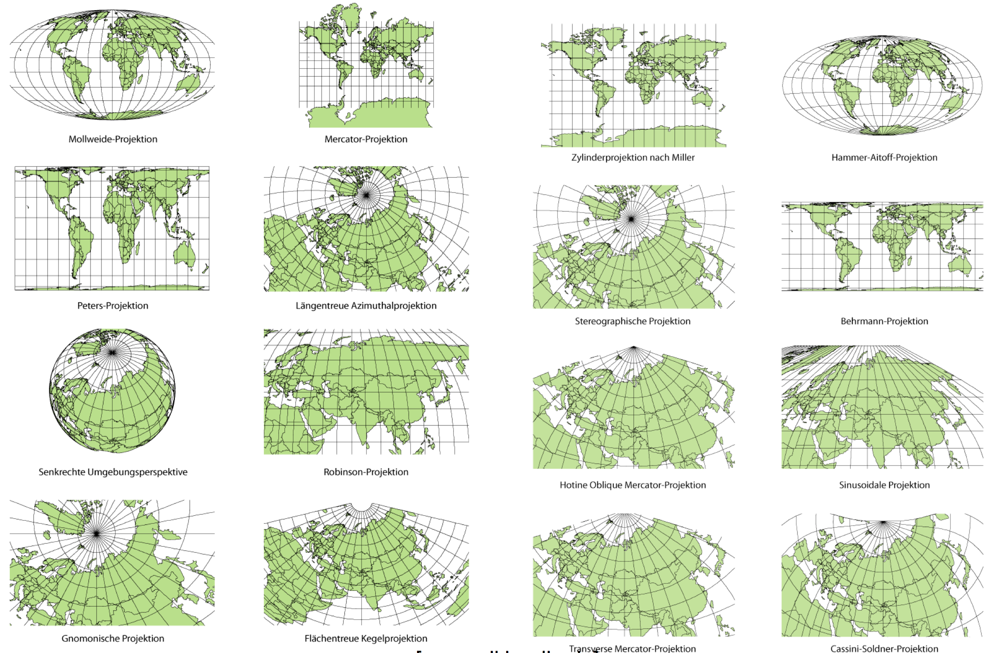 Mollweide-Projektion
Mercator-Projektion
Zylinderprojektion nach Miller
Hammer-Aitoff-Projektion
Peters-Projektion
Längentreue Azimuthalprojektion
Stereographische Projektion
Behrmann-Projektion
Senkrechte Umgebungsperspektive
Robinson-Projektion
Hotine Oblique Mercator-Projektion
Sinusoidale Projektion
Gnomonische Projektion
Flächentreue Kegelprojektion
Transverse Mercator-Projektion
Cassini-Soldner-Projektion